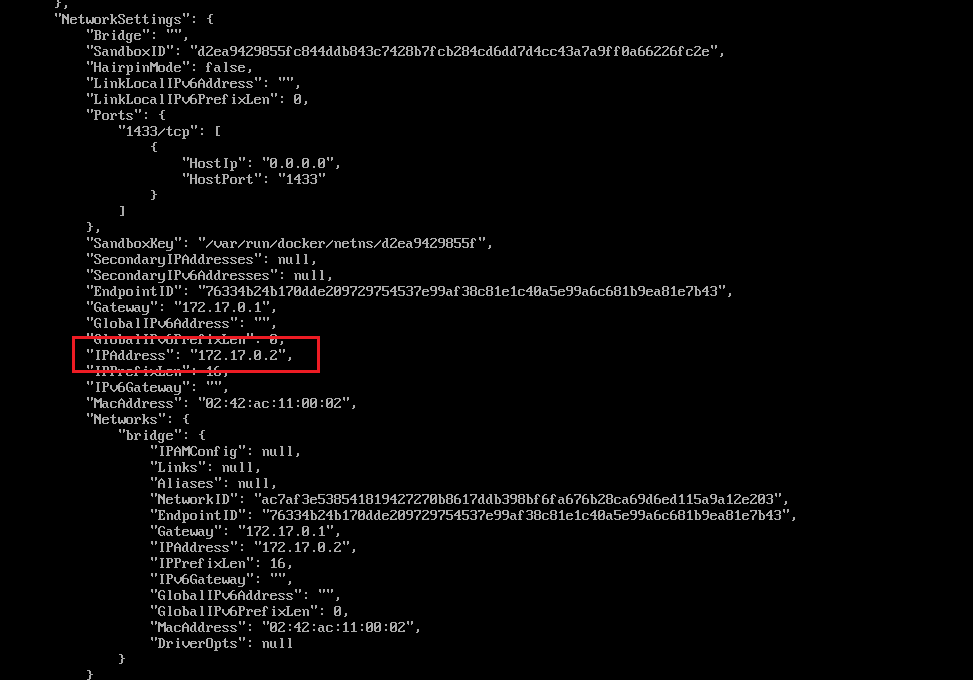 },
"NetworkSettings": {
"Bridge": "",
"SandboxID": "d2ea9429855fc844ddb843c7428b7fcb284cd6dd7d4cc43a7a9ff0a66226fc2e",
"HairpinMode": false,
"LinkLocalIPv6Address": "",
"LinkLocalIPv6PrefixLen": 0,
"Ports": {
"1433/tcp": [
{
"HostIp": "0.0.0.0",
"HostPort": "1433"
}
]
},
"SandboxKey": "/var/run/docker/netns/d2ea9429855f",
"SecondaryIPAddresses": null,
"SecondaryIPv6Addresses": null,
"EndpointID": "76334b24b170dde209729754537e99af38c81e1c40a5e99a6c681b9ea81e7b43",
"Gateway": "172.17.0.1",
"GlobalIPv6Address": "",
"GlobalIPv6PrefixLen": 0,
"IPAddress": "172.17.0.2",
"IPPrefixLen": 16,
"IPv6Gateway": "",
"MacAddress": "02:42:ac:11:00:02",
"Networks": {
"bridge": {
"IPAMConfig": null,
"Links": null,
"Aliases": null,
"NetworkID": "ac7af3e538541819427270b8617ddb398bf6fa676b28ca69d6ed115a9a12e203",
"EndpointID": "76334b24b170dde209729754537e99af38c81e1c40a5e99a6c681b9ea81e7b43",
"Gateway": "172.17.0.1",
"IPAddress": "172.17.0.2",
"IPPrefixLen": 16,
"IPv6Gateway": "",
"GlobalIPv6Address": "",
"GlobalIPv6PrefixLen": 0,
"MacAddress": "02:42:ac:11:00:02",
"DriverOpts": null
}
}